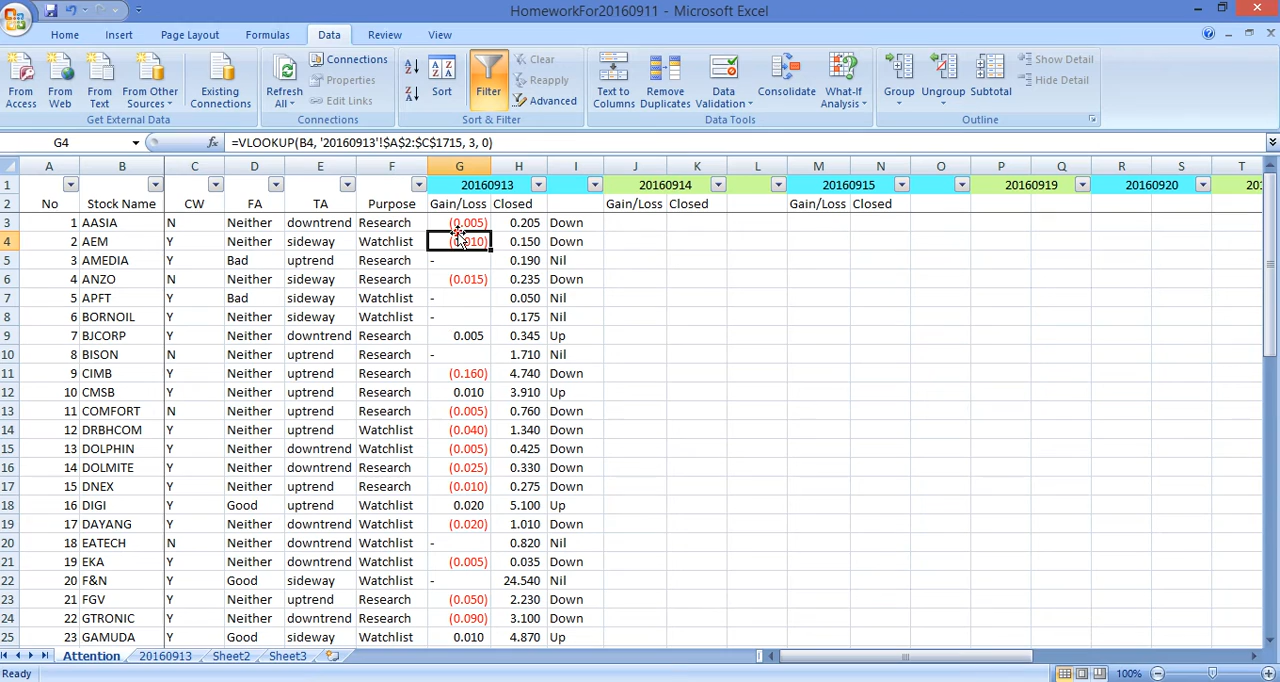 HomeworkFor20160911 - Microsoft Excel
Home Insert Page Layout Formulas Data Review View
From Access From Web From Text From Other Sources Existing Connections
Refresh All Connections Properties Edit Links
Sort Filter Clear Reapply Advanced
Text to Columns Remove Duplicates Data Validation Consolidate What-If Analysis
Group Ungroup Subtotal Show Detail Hide Detail
Get External Data Connections Sort & Filter Data Tools Outline
G4 fx =VLOOKUP(B4, '20160913'!$A$2:$C$1715, 3, 0)
A B C D E F G H I J K L M N O P Q R S T
1 20160913 20160914 20160915 20160919 20160920
2 No Stock Name CW FA TA Purpose Gain/Loss Closed Gain/Loss Closed Gain/Loss Closed
3 1 AASIA N Neither downtrend Research (0.005) 0.205 Down
4 2 AEM Y Neither sideway Watchlist (0.010) 0.150 Down
5 3 AMEDIA Y Bad uptrend Research - 0.190 Nil
6 4 ANZO N Neither sideway Research (0.015) 0.235 Down
7 5 APFT Y Bad sideway Watchlist - 0.050 Nil
8 6 BORNOIL Y Neither sideway Watchlist - 0.175 Nil
9 7 BJCORP Y Neither downtrend Research 0.005 0.345 Up
10 8 BISON N Neither uptrend Research - 1.710 Nil
11 9 CIMB Y Neither uptrend Research (0.160) 4.740 Down
12 10 CMSB Y Neither uptrend Research 0.010 3.910 Up
13 11 COMFORT N Neither uptrend Research (0.005) 0.760 Down
14 12 DRBHCOM Y Neither uptrend Watchlist (0.040) 1.340 Down
15 13 DOLPHIN Y Neither downtrend Watchlist (0.005) 0.425 Down
16 14 DOLMITE Y Neither downtrend Research (0.025) 0.330 Down
17 15 DNEX Y Neither uptrend Research (0.010) 0.275 Down
18 16 DIGI Y Good uptrend Watchlist 0.020 5.100 Up
19 17 DAYANG Y Neither downtrend Watchlist (0.020) 1.010 Down
20 18 EATECH N Neither downtrend Watchlist - 0.820 Nil
21 19 EKA Y Neither downtrend Watchlist (0.005) 0.035 Down
22 20 F&N Y Good sideway Watchlist - 24.540 Nil
23 21 FGV Y Neither uptrend Research (0.050) 2.230 Down
24 22 GTRONIC Y Neither downtrend Research (0.090) 3.100 Down
25 23 GAMUDA Y Good sideway Watchlist 0.010 4.870 Up
Attention 20160913 Sheet2 Sheet3
Ready 100%